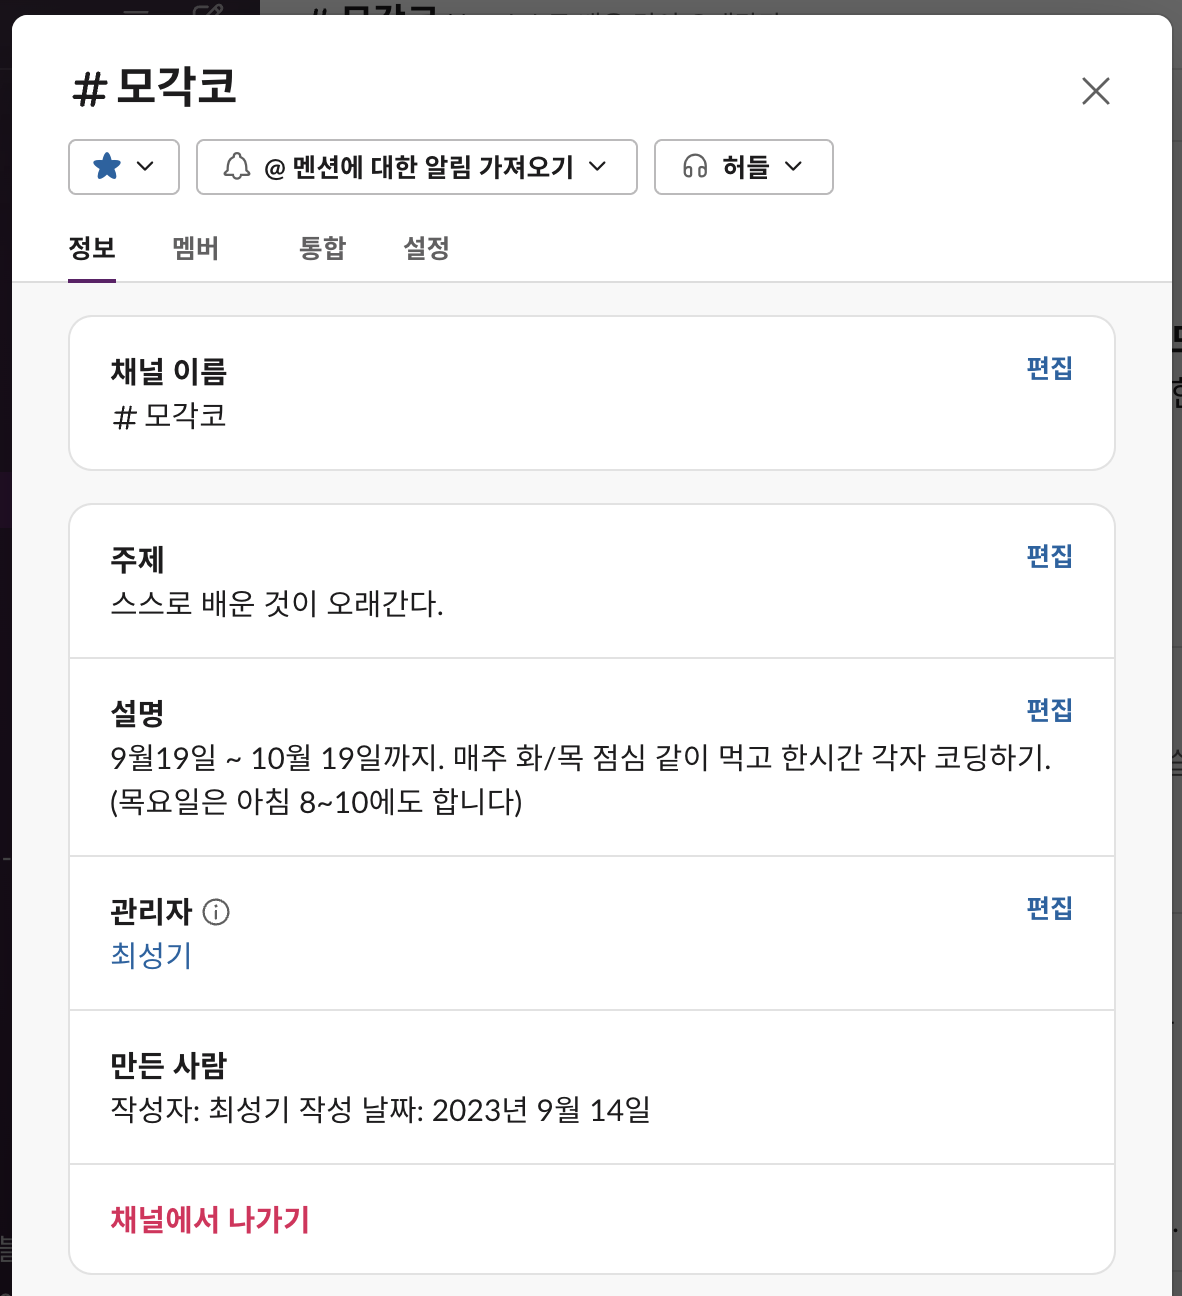 # 모각코
@ 멘션에 대한 알림 가져오기
허들
정보 멤버 통합 설정
채널 이름 편집
# 모각코
주제 편집
스스로 배운 것이 오래간다.
설명 편집
9월19일 ~ 10월 19일까지. 매주 화/목 점심 같이 먹고 한시간 각자 코딩하기.
(목요일은 아침 8~10에도 합니다)
관리자 편집
최성기
만든 사람
작성자: 최성기 작성 날짜: 2023년 9월 14일
채널에서 나가기